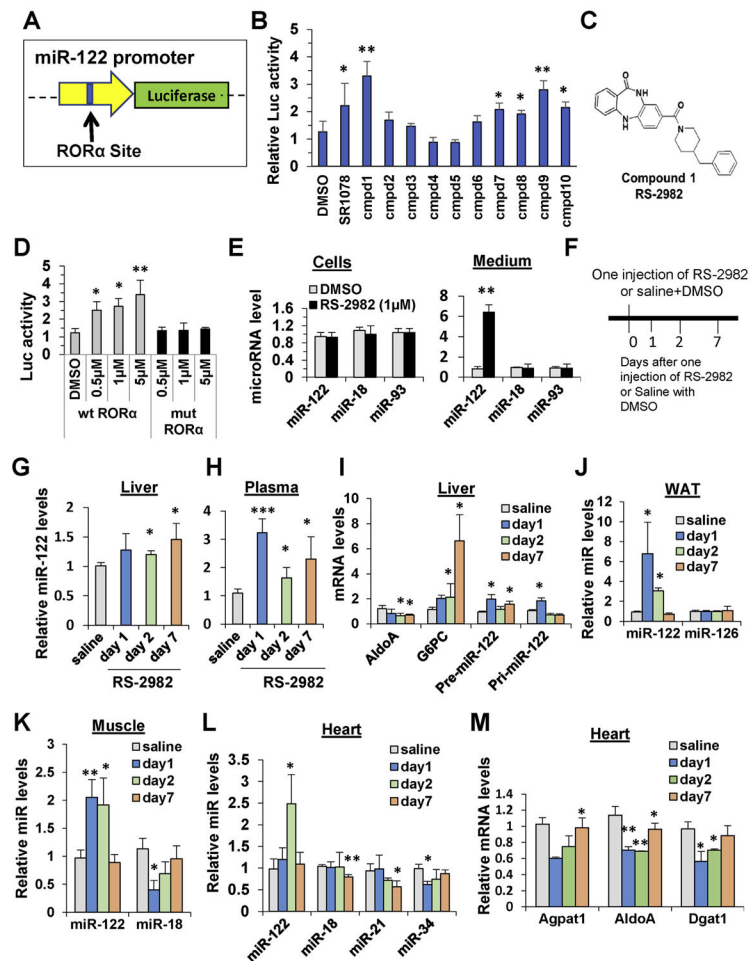 A
miR-122 promoter
Luciferase
RORα Site
B
Relative Luc activity
5
4
3
2
1
0
*
**
*
*
**
*
DMSO
SR1078
cmpd1
cmpd2
cmpd3
cmpd4
cmpd5
cmpd6
cmpd7
cmpd8
cmpd9
cmpd10
C
O
H
N
N
H
O
N
Compound 1
RS-2982
D
Luc activity
5
4
3
2
1
0
*
*
**
DMSO
0.5µM
1µM
5µM
0.5µM
1µM
5µM
wt RORα
mut
RORα
E
Cells
Medium
DMSO
RS-2982 (1µM)
microRNA level
1.6
1.2
0.8
0.4
0.0
8
6
4
2
0
**
miR-122
miR-18
miR-93
miR-122
miR-18
miR-93
F
One injection of RS-2982
or saline+DMSO
0 1 2 7
Days after one
injection of RS-2982
or Saline with
DMSO
G
Liver
Relative miR-122 levels
2
1.5
1
0.5
0
*
*
saline
day 1
day 2
day 7
RS-2982
H
Plasma
4
3
2
1
0
***
*
*
saline
day 1
day 2
day 7
RS-2982
I
Liver
mRNA levels
10
8
6
4
2
0
saline
day1
day2
day7
* *
*
*
*
*
*
AldoA
G6PC
Pre-miR-122
Pri-miR-122
J
WAT
Relative miR levels
12
10
8
6
4
2
0
saline
day1
day2
day7
*
*
miR-122 miR-126
K
Muscle
Relative miR levels
3
2.5
2
1.5
1
0.5
0
saline
day1
day2
day7
** *
*
miR-122 miR-18
L
Heart
Relative miR levels
4
3.5
3
2.5
2
1.5
1
0.5
0
saline
day1
day2
day7
*
**
*
*
miR-122
miR-18
miR-21
miR-34
M
Heart
Relative mRNA levels
1.6
1.4
1.2
1
0.8
0.6
0.4
0.2
0
saline
day1
day2
day7
*
**
**
*
*
*
Agpat1 AldoA Dgat1